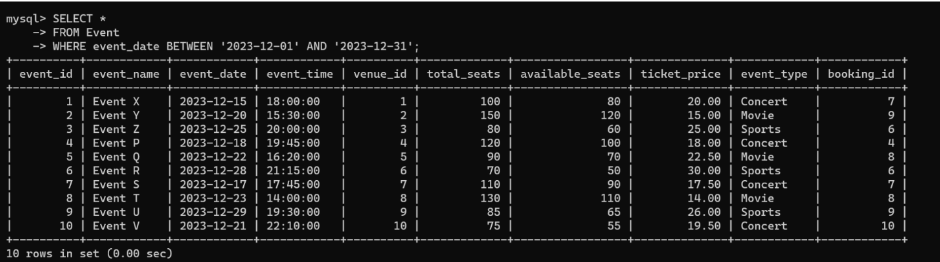 mysql> SELECT *
    -> FROM Event
    -> WHERE event_date BETWEEN '2023-12-01' AND '2023-12-31';
+----------+------------+------------+------------+----------+-------------+-----------------+--------------+------------+------------+
| event_id | event_name | event_date | event_time | venue_id | total_seats | available_seats | ticket_price | event_type | booking_id |
+----------+------------+------------+------------+----------+-------------+-----------------+--------------+------------+------------+
|        1 | Event X    | 2023-12-15 | 18:00:00   |        1 |         100 |              80 |        20.00 | Concert    |          7 |
|        2 | Event Y    | 2023-12-20 | 15:30:00   |        2 |         150 |             120 |        15.00 | Movie      |          9 |
|        3 | Event Z    | 2023-12-25 | 20:00:00   |        3 |          80 |              60 |        25.00 | Sports     |          6 |
|        4 | Event P    | 2023-12-18 | 19:45:00   |        4 |         120 |             100 |        18.00 | Concert    |          4 |
|        5 | Event Q    | 2023-12-22 | 16:20:00   |        5 |          90 |              70 |        22.50 | Movie      |          8 |
|        6 | Event R    | 2023-12-28 | 21:15:00   |        6 |          70 |              50 |        30.00 | Sports     |          6 |
|        7 | Event S    | 2023-12-17 | 17:45:00   |        7 |         110 |              90 |        17.50 | Concert    |          7 |
|        8 | Event T    | 2023-12-23 | 14:00:00   |        8 |         130 |             110 |        14.00 | Movie      |          8 |
|        9 | Event U    | 2023-12-29 | 19:30:00   |        9 |          85 |              65 |        26.00 | Sports     |          9 |
|       10 | Event V    | 2023-12-21 | 22:10:00   |       10 |          75 |              55 |        19.50 | Concert    |         10 |
+----------+------------+------------+------------+----------+-------------+-----------------+--------------+------------+------------+
10 rows in set (0.00 sec)